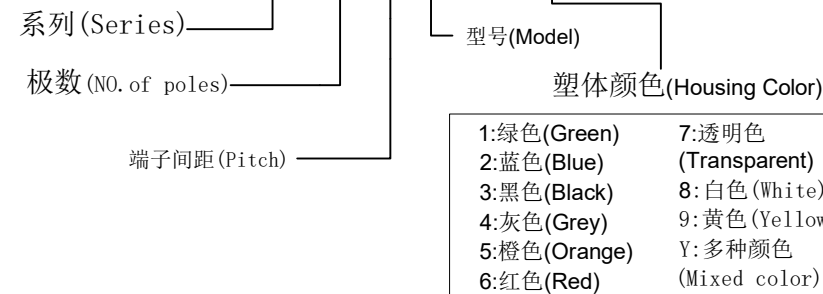 系列(Series)
型号(Model)
极数(NO.of poles)
塑体颜色(Housing Color)
端子间距(Pitch)
1:绿色(Green)
2:蓝色(Blue)
3:黑色(Black)
4:灰色(Grey)
5:橙色(Orange)
6:红色(Red)
7:透明色
(Transparent)
8:白色(White)
9:黄色(Yellow
Y:多种颜色
(Mixed color)